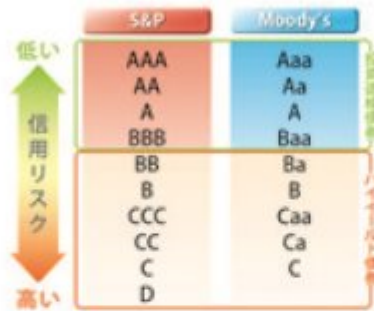 S&P Moody's
低い
AAA Aaa
AA Aa
A A
BBB Baa
信用リスク
BB Ba
B B
CCC Caa
CC Ca
C C
D
高い